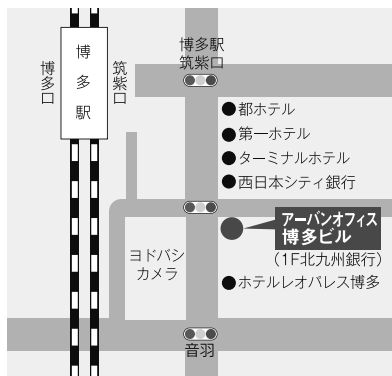 博多駅
筑紫口
博多口
博多駅
筑紫口
都ホテル
第一ホテル
ターミナルホテル
西日本シティ銀行
アーバンオフィス
博多ビル
（1F北九州銀行）
ヨドバシ
カメラ
ホテルレオパレス博多
音羽